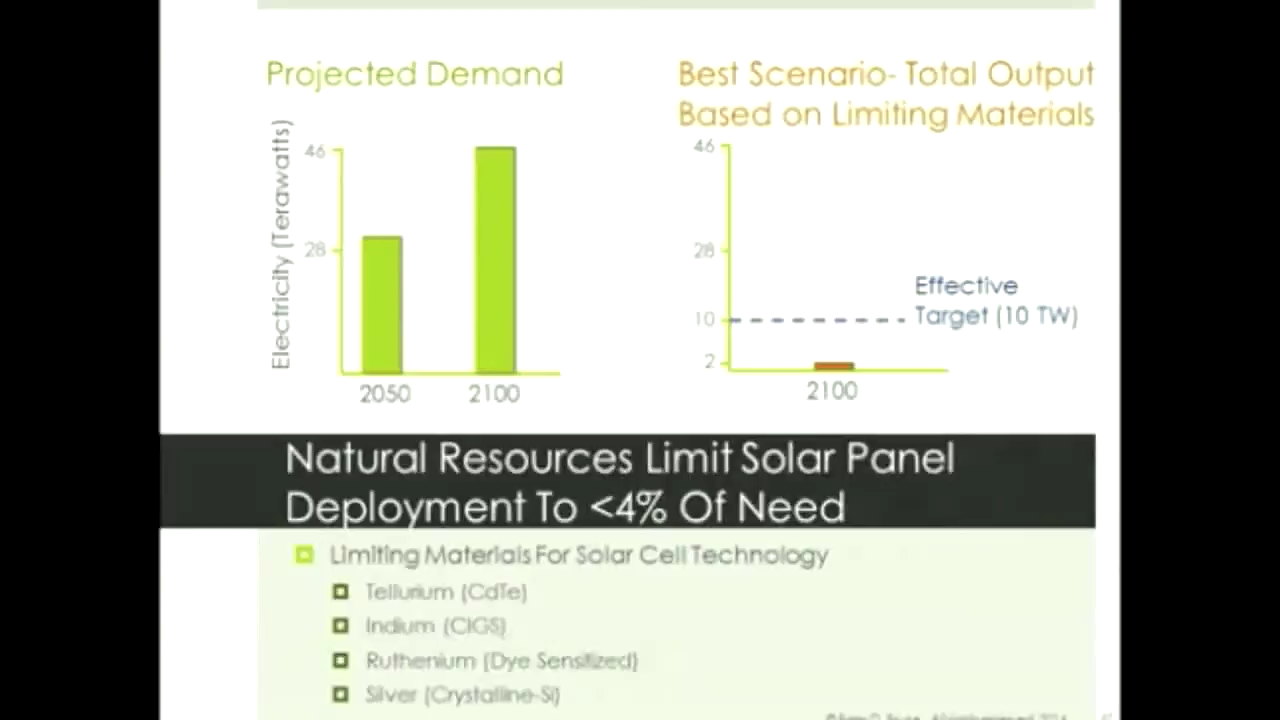 Projected Demand
Electricity (Terawatts)
46
28
2050 2100
Best Scenario- Total Output
Based on Limiting Materials
46
28
10
2
Effective
Target (10 TW)
2100
Natural Resources Limit Solar Panel
Deployment To <4% Of Need
Limiting Materials For Solar Cell Technology
Tellurium (CdTe)
Indium (CIGS)
Ruthenium (Dye Sensitized)
Silver (Crystalline-Si)